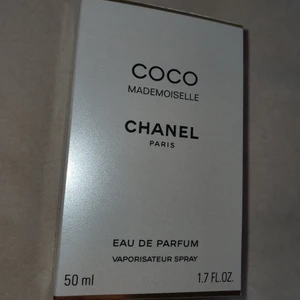 COCO
MADEMOISELLE
CHANEL
PARIS
EAU DE PARFUM
VAPORISATEUR SPRAY
50 ml 1.7 FL.OZ.